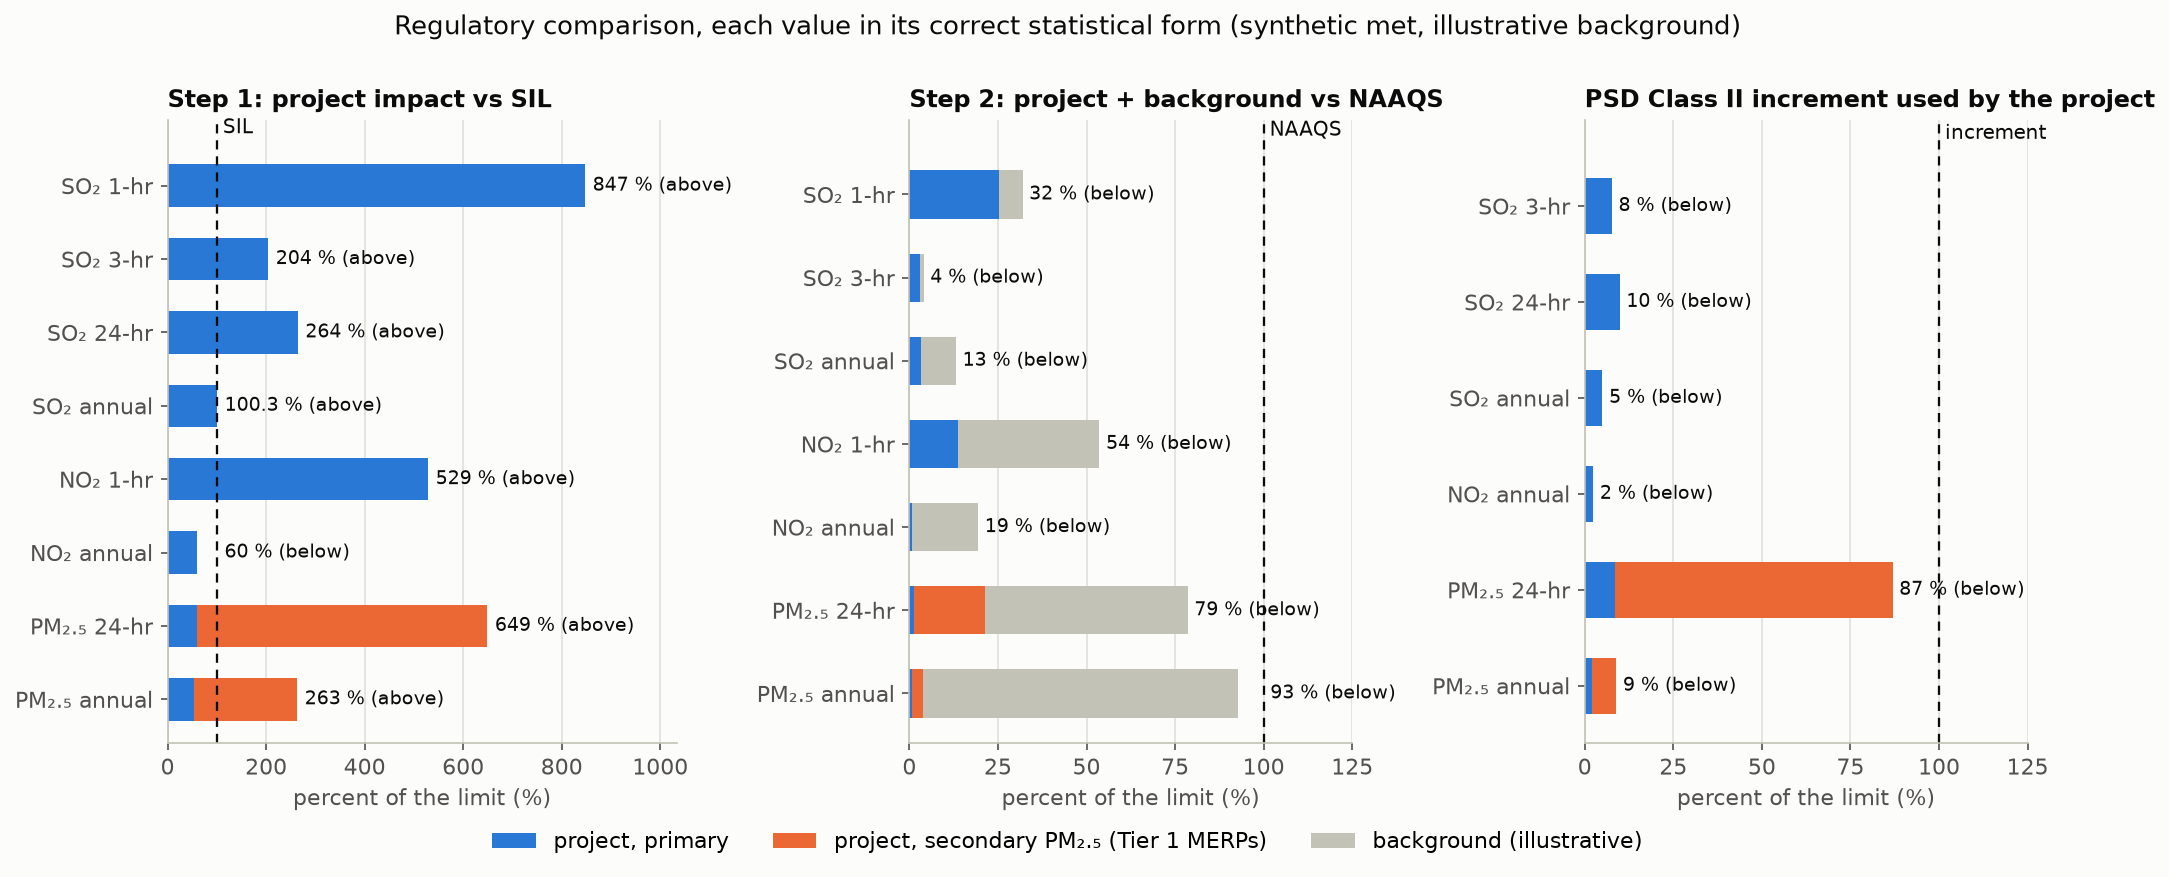 Regulatory comparison, each value in its correct statistical form (synthetic met, illustrative background)
Step 1: project impact vs SIL
SIL
SO₂ 1-hr
847 % (above)
SO₂ 3-hr
204 % (above)
SO₂ 24-hr
264 % (above)
SO₂ annual
100.3 % (above)
NO₂ 1-hr
529 % (above)
NO₂ annual
60 % (below)
PM₂.₅ 24-hr
649 % (above)
PM₂.₅ annual
263 % (above)
0 200 400 600 800 1000
percent of the limit (%)
Step 2: project + background vs NAAQS
NAAQS
SO₂ 1-hr
32 % (below)
SO₂ 3-hr
4 % (below)
SO₂ annual
13 % (below)
NO₂ 1-hr
54 % (below)
NO₂ annual
19 % (below)
PM₂.₅ 24-hr
79 % (below)
PM₂.₅ annual
93 % (below)
0 25 50 75 100 125
percent of the limit (%)
PSD Class II increment used by the project
increment
SO₂ 3-hr
8 % (below)
SO₂ 24-hr
10 % (below)
SO₂ annual
5 % (below)
NO₂ annual
2 % (below)
PM₂.₅ 24-hr
87 % (below)
PM₂.₅ annual
9 % (below)
0 25 50 75 100 125
percent of the limit (%)
project, primary
project, secondary PM₂.₅ (Tier 1 MERPs)
background (illustrative)